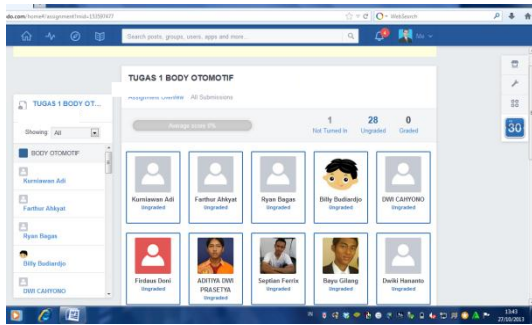 do.com/home#/assignment?mid=152597477
WebSearch
Search posts, groups, users, apps and more...
Me
TUGAS 1 BODY OTOMOTIF
Assignment Overview All Submissions
Average score 0%
1 Not Turned In
28 Ungraded
0 Graded
30
TUGAS 1 BODY OT...
Showing: All
BODY OTOMOTIF
Kurniawan Adi
Farthur Ahkyat
Ryan Bagas
Billy Budiardjo
DWI CAHYONO
Kurniawan Adi
Ungraded
Farthur Ahkyat
Ungraded
Ryan Bagas
Ungraded
Billy Budiardjo
Ungraded
DWI CAHYONO
Ungraded
Firdaus Doni
Ungraded
ADITIYA DWI PRASETYA
Ungraded
Septian Ferrix
Ungraded
Bayu Gilang
Ungraded
Dwiki Hananto
Ungraded
13:43
27/10/2013